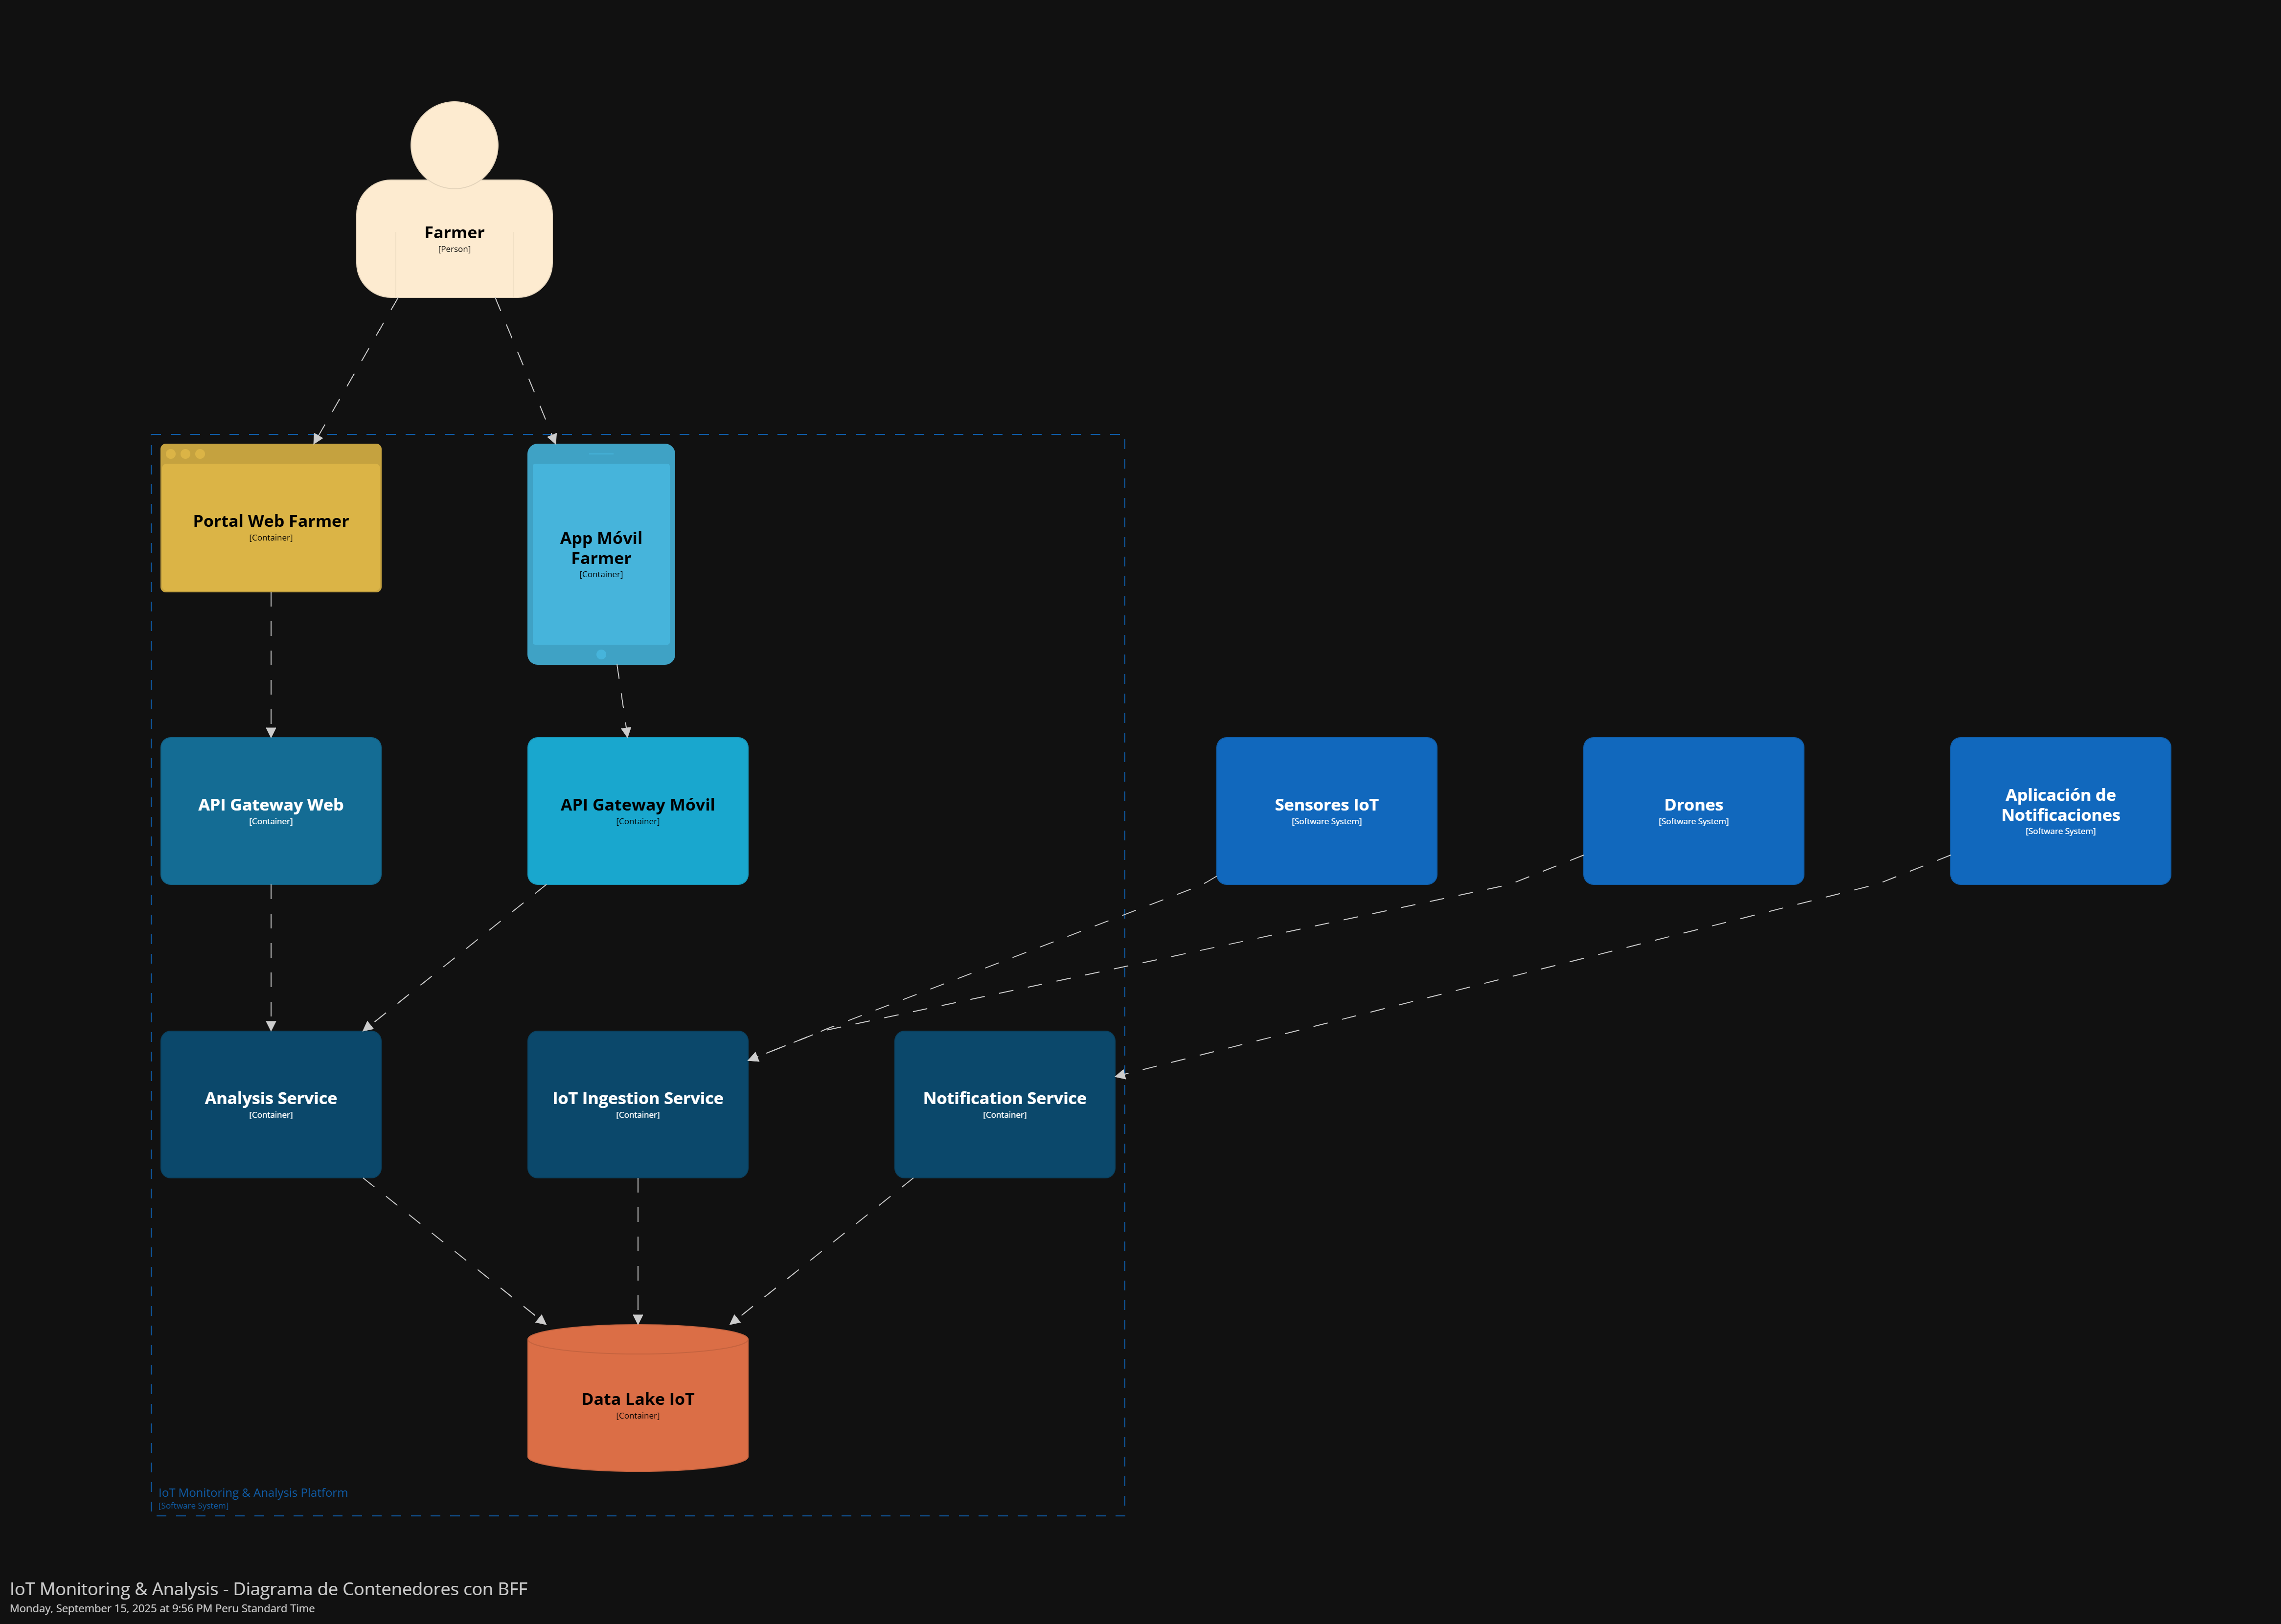 Farmer
[Person]
Portal Web Farmer
[Container]
App Móvil
Farmer
[Container]
API Gateway Web
[Container]
API Gateway Móvil
[Container]
Sensores IoT
[Software System]
Drones
[Software System]
Aplicación de
Notificaciones
[Software System]
Analysis Service
[Container]
IoT Ingestion Service
[Container]
Notification Service
[Container]
Data Lake IoT
[Container]
IoT Monitoring & Analysis Platform
[Software System]
IoT Monitoring & Analysis - Diagrama de Contenedores con BFF
Monday, September 15, 2025 at 9:56 PM Peru Standard Time